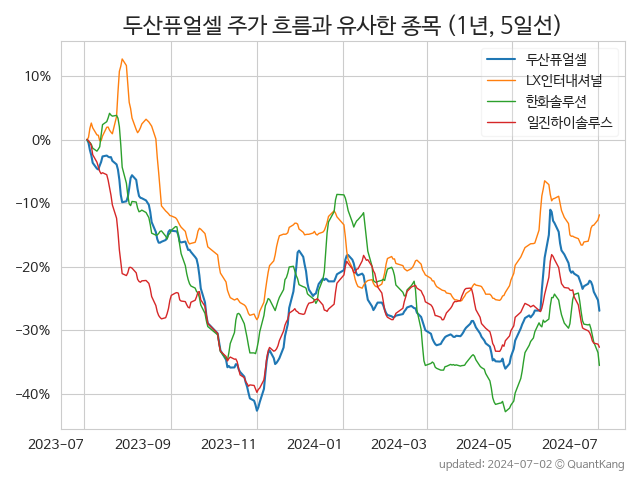 두산퓨얼셀 주가 흐름과 유사한 종목 (1년, 5일선)
두산퓨얼셀
LX인터내셔널
한화솔루션
일진하이솔루스
10%
0%
−10%
−20%
−30%
−40%
2023-07 2023-09 2023-11 2024-01 2024-03 2024-05 2024-07
updated: 2024-07-02 © QuantKang